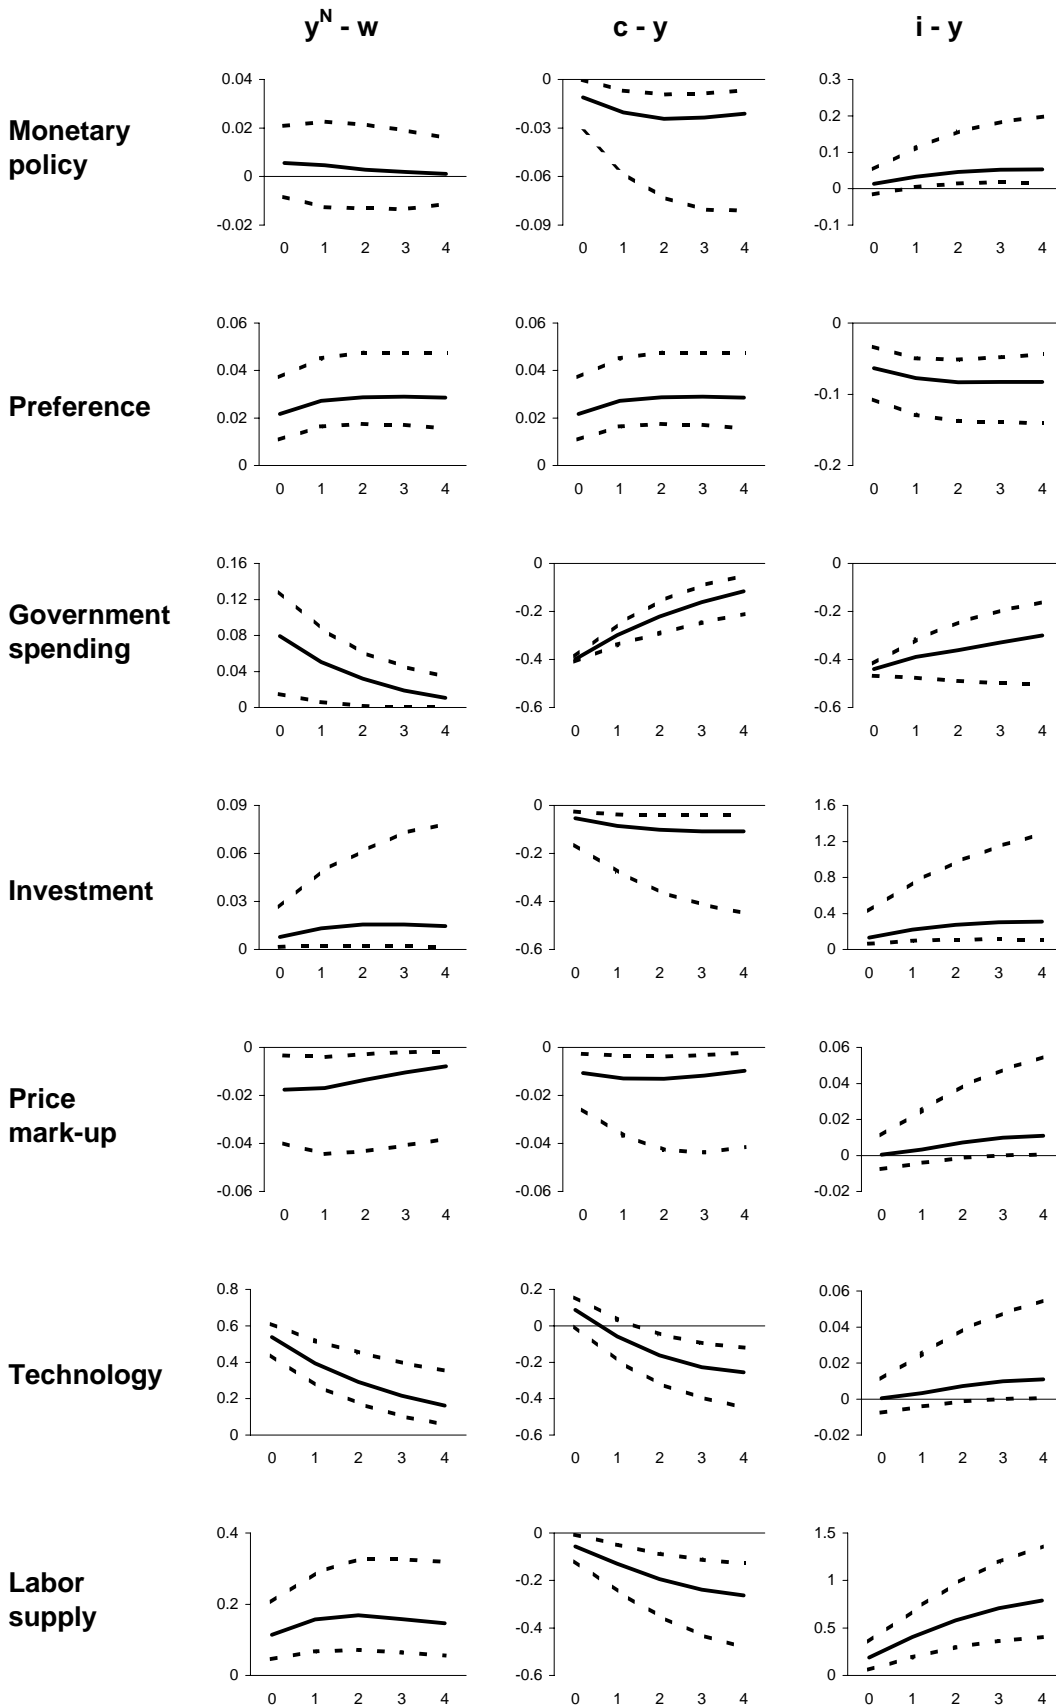 y^N - w c - y i - y
Monetary
policy
0.04 0.02 0 -0.02
0 1 2 3 4
0 -0.03 -0.06 -0.09
0 1 2 3 4
0.3 0.2 0.1 0 -0.1
0 1 2 3 4
Preference
0.06 0.04 0.02 0
0 1 2 3 4
0.06 0.04 0.02 0
0 1 2 3 4
0 -0.1 -0.2
0 1 2 3 4
Government
spending
0.16 0.12 0.08 0.04 0
0 1 2 3 4
0 -0.2 -0.4 -0.6
0 1 2 3 4
0 -0.2 -0.4 -0.6
0 1 2 3 4
Investment
0.09 0.06 0.03 0
0 1 2 3 4
0 -0.2 -0.4 -0.6
0 1 2 3 4
1.6 1.2 0.8 0.4 0
0 1 2 3 4
Price
mark-up
0 -0.02 -0.04 -0.06
0 1 2 3 4
0 -0.02 -0.04 -0.06
0 1 2 3 4
0.06 0.04 0.02 0 -0.02
0 1 2 3 4
Technology
0.8 0.6 0.4 0.2 0
0 1 2 3 4
0.2 0 -0.2 -0.4 -0.6
0 1 2 3 4
0.06 0.04 0.02 0 -0.02
0 1 2 3 4
Labor
supply
0.4 0.2 0
0 1 2 3 4
0 -0.2 -0.4 -0.6
0 1 2 3 4
1.5 1 0.5 0
0 1 2 3 4